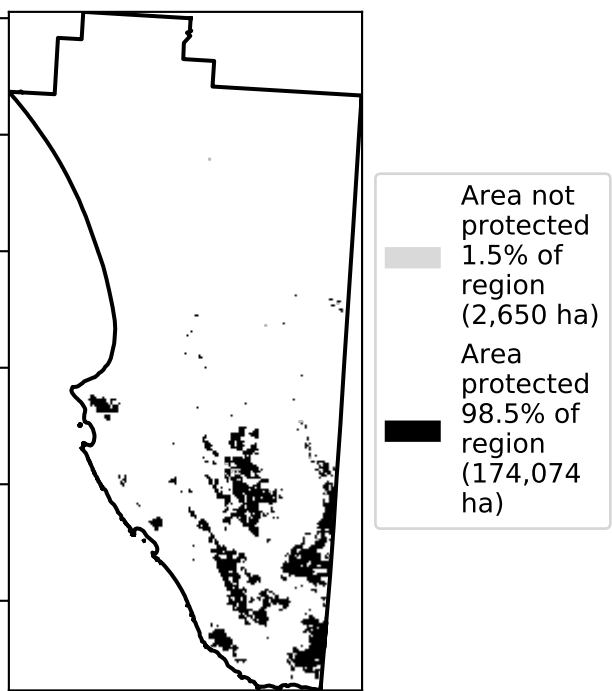 Area not
protected
1.5% of
region
(2,650 ha)
Area
protected
98.5% of
region
(174,074
ha)